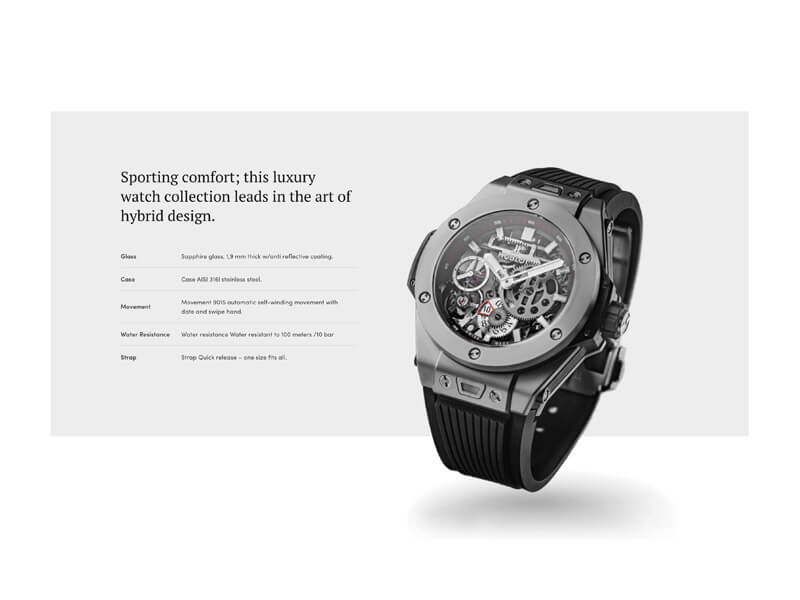 Sporting comfort; this luxury
watch collection leads in the art of
hybrid design.
Glass Sapphire glass, 1,9 mm thick w/anti reflective coating.
Case Case AISI 316l stainless steel.
Movement Movement 9015 automatic self-winding movement with
date and swipe hand.
Water Resistance Water resistance Water resistant to 100 meters /10 bar
Strap Strap Quick release – one size fits all.